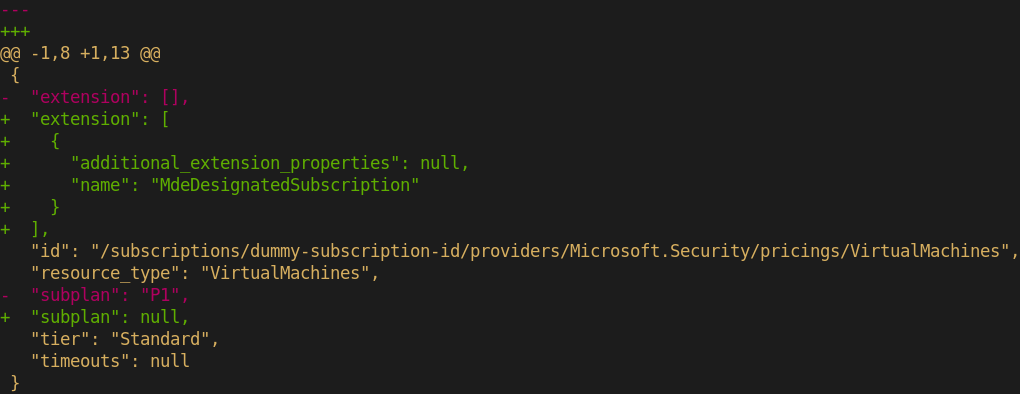 ---
+++
@@ -1,8 +1,13 @@
 {
-  "extension": [],
+  "extension": [
+    {
+      "additional_extension_properties": null,
+      "name": "MdeDesignatedSubscription"
+    }
+  ],
   "id": "/subscriptions/dummy-subscription-id/providers/Microsoft.Security/pricings/VirtualMachines",
   "resource_type": "VirtualMachines",
-  "subplan": "P1",
+  "subplan": null,
   "tier": "Standard",
   "timeouts": null
 }